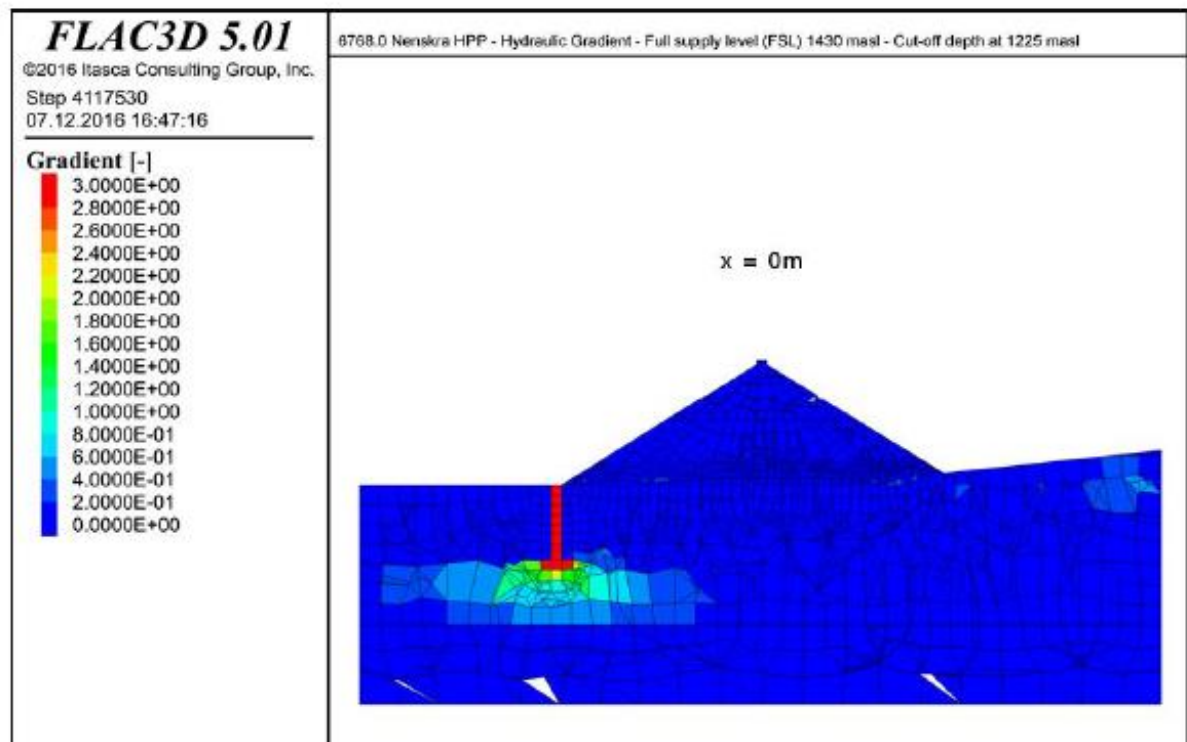 FLAC3D 5.01
©2016 Itasca Consulting Group, Inc.
Step 4117530
07.12.2016 16:47:16
Gradient [-]
3.0000E+00
2.8000E+00
2.6000E+00
2.4000E+00
2.2000E+00
2.0000E+00
1.8000E+00
1.6000E+00
1.4000E+00
1.2000E+00
1.0000E+00
8.0000E-01
6.0000E-01
4.0000E-01
2.0000E-01
0.0000E+00
6768.0 Nenskra HPP - Hydraulic Gradient - Full supply level (FSL) 1430 masl - Cut-off depth at 1225 masl
x = 0m